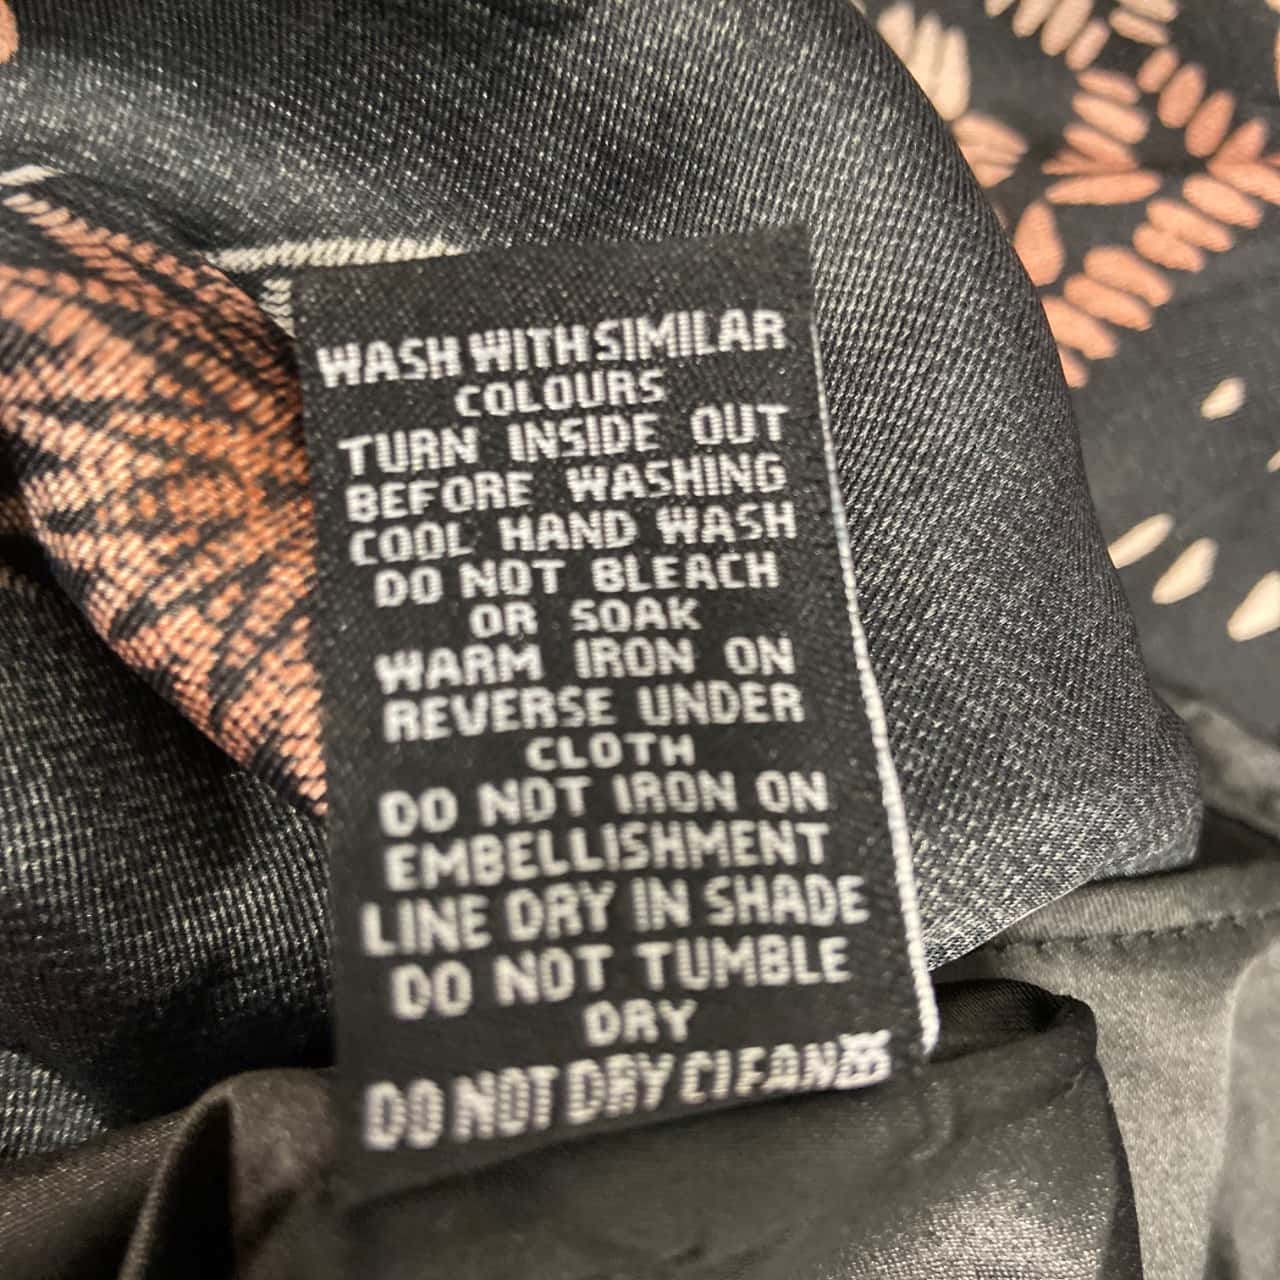 WASH WITH SIMILAR
COLOURS
TURN INSIDE OUT
BEFORE WASHING
COOL HAND WASH
DO NOT BLEACH
OR SOAK
WARM IRON ON
REVERSE UNDER
CLOTH
DO NOT IRON ON
EMBELLISHMENT
LINE DRY IN SHADE
DO NOT TUMBLE
DRY
DO NOT DRY CLEAN